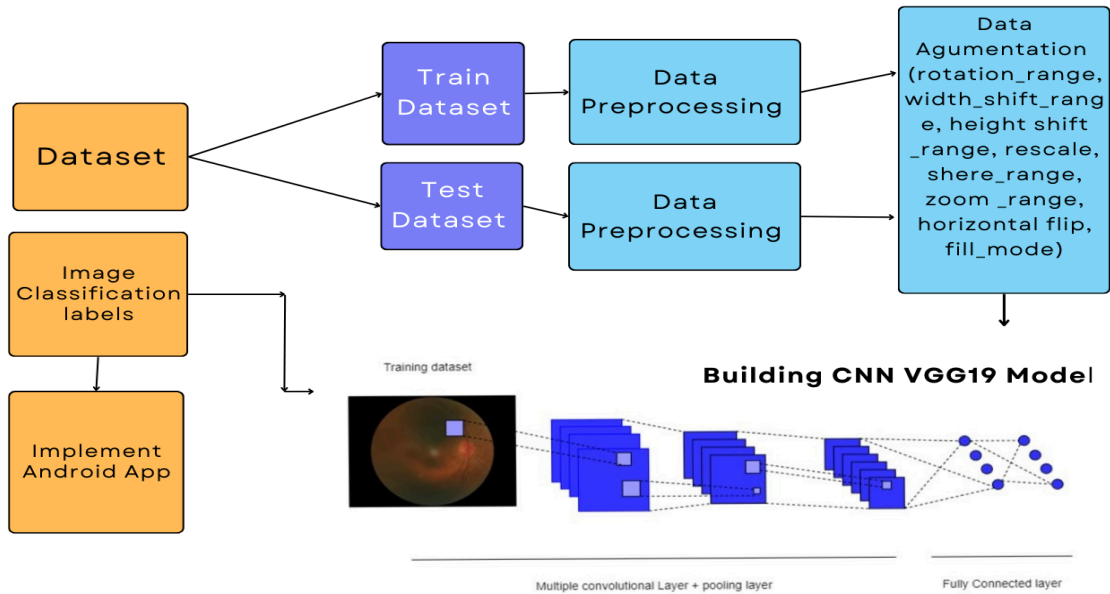 Dataset
Train
Dataset
Data
Preprocessing
Data
Agumentation
(rotation_range,
width_shift_rang
e, height shift
_range, rescale,
shere_range,
zoom _range,
horizontal flip,
fill_mode)
Test
Dataset
Data
Preprocessing
Image
Classification
labels
Implement
Android App
Training dataset
Building CNN VGG19 Model
Multiple convolutional Layer + pooling layer
Fully Connected layer